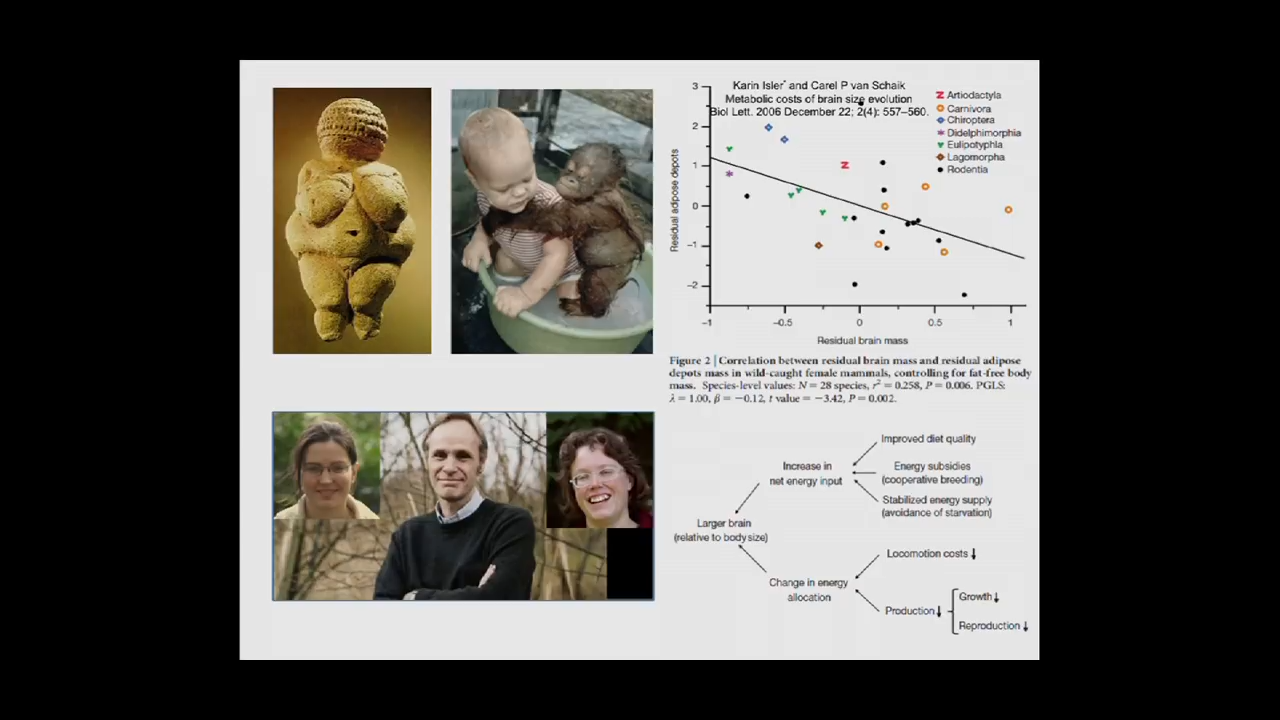 Karin Isler* and Carel P van Schaik
Metabolic costs of brain size evolution
Biol Lett. 2006 December 22; 2(4): 557–560.
Artiodactyla
Carnivora
Chiroptera
Didelphimorphia
Eulipotyphla
Lagomorpha
Rodentia
3
2
1
0
−1
−2
Residual adipose depots
−1
−0.5
0
0.5
1
Residual brain mass
Figure 2 | Correlation between residual brain mass and residual adipose
depots mass in wild-caught female mammals, controlling for fat-free body
mass. Species-level values: N = 28 species, r² = 0.258, P = 0.006. PGLS:
λ = 1.00, β = −0.12, t value = −3.42, P = 0.002.
Improved diet quality
Increase in
net energy input
Energy subsidies
(cooperative breeding)
Stabilized energy supply
(avoidance of starvation)
Larger brain
(relative to body size)
Locomotion costs ↓
Change in energy
allocation
Production ↓
Growth ↓
Reproduction ↓